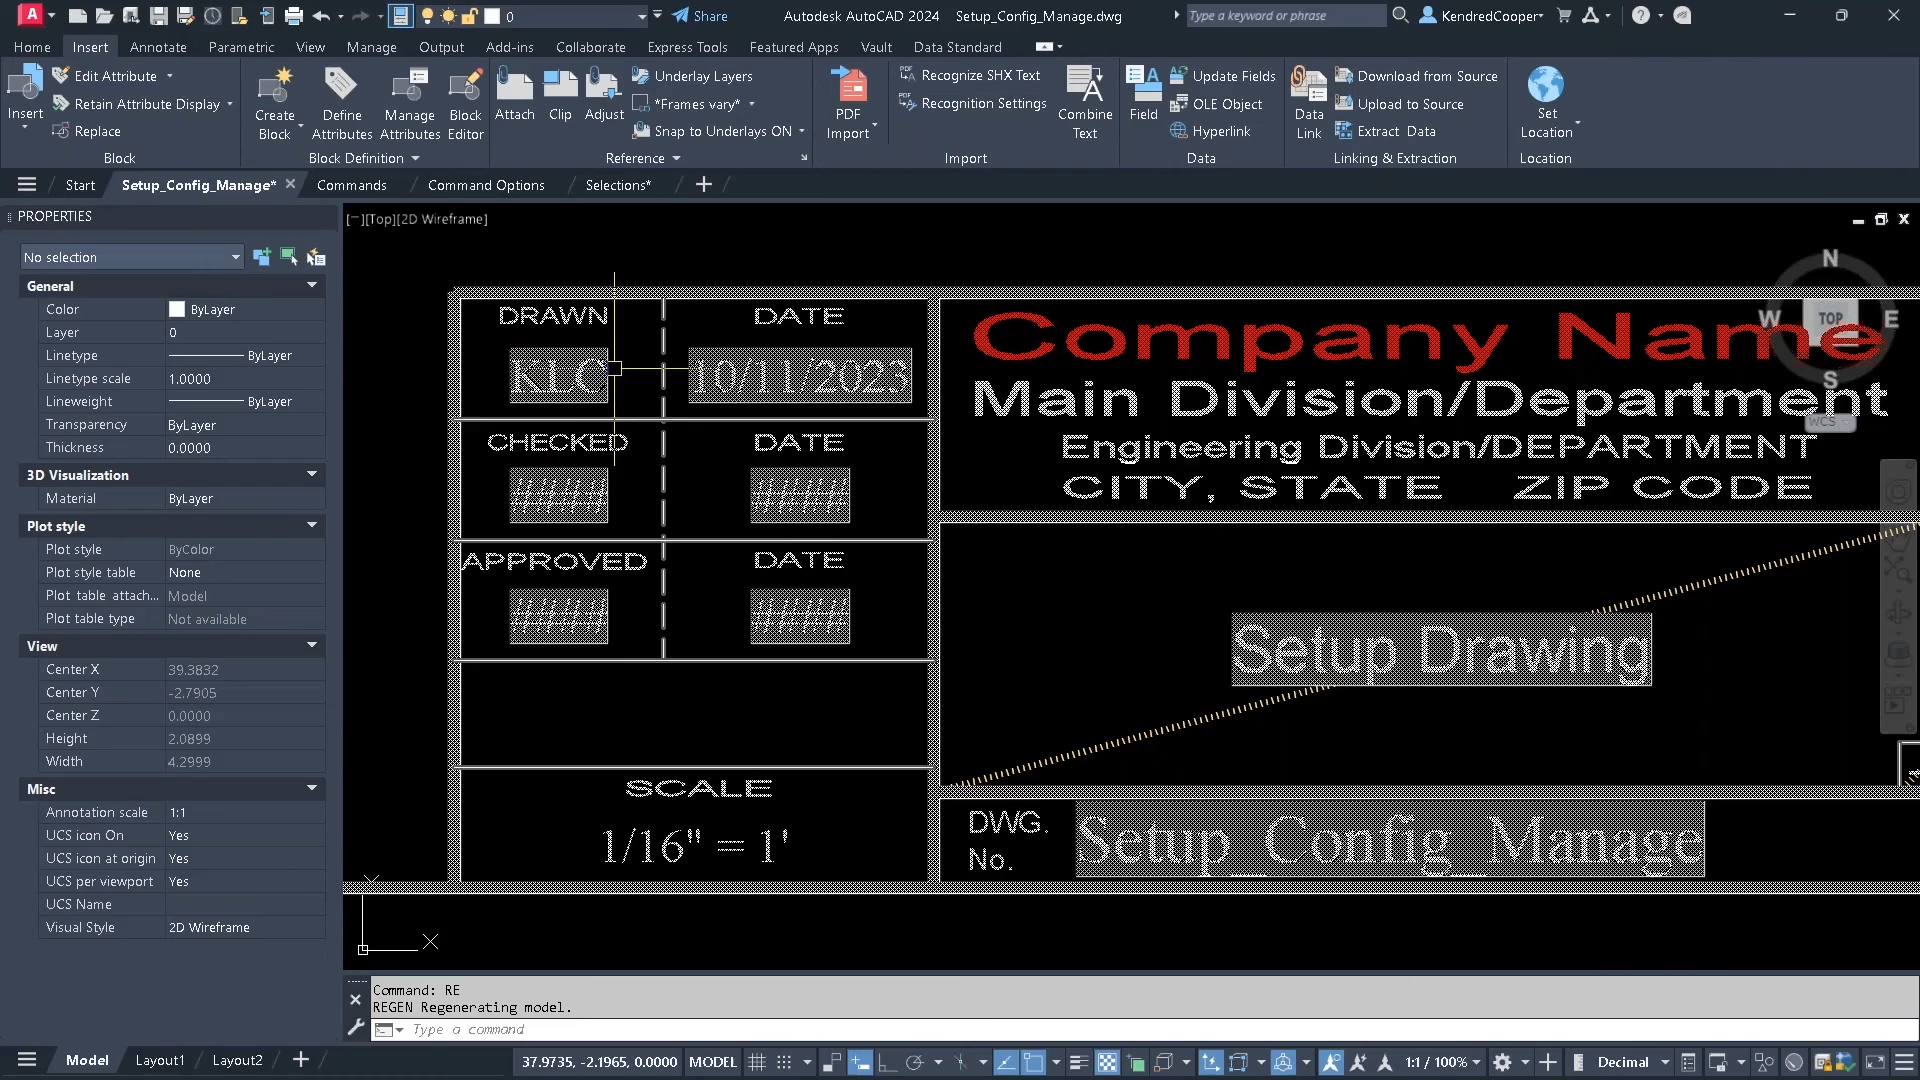 0
Share
Autodesk AutoCAD 2024
Setup_Config_Manage.dwg
Type a keyword or phrase
KendredCooper
Home
Insert
Annotate
Parametric
View
Manage
Output
Add-ins
Collaborate
Express Tools
Featured Apps
Vault
Data Standard
Insert
Edit Attribute
Retain Attribute Display
Replace
Block
Create
Block
Define
Attributes
Manage
Attributes
Block
Editor
Block Definition
Attach
Clip
Adjust
Underlay Layers
*Frames vary*
Snap to Underlays ON
Reference
PDF
Import
Recognize SHX Text
Recognition Settings
Combine
Text
Import
Field
Update Fields
OLE Object
Hyperlink
Data
Data
Link
Download from Source
Upload to Source
Extract Data
Linking & Extraction
Set
Location
Location
Start
Setup_Config_Manage*
Commands
Command Options
Selections*
PROPERTIES
No selection
General
Color ByLayer
Layer 0
Linetype ByLayer
Linetype scale 1.0000
Lineweight ByLayer
Transparency ByLayer
Thickness 0.0000
3D Visualization
Material ByLayer
Plot style
Plot style ByColor
Plot style table None
Plot table attach... Model
Plot table type Not available
View
Center X 39.3832
Center Y -2.7905
Center Z 0.0000
Height 2.0899
Width 4.2999
Misc
Annotation scale 1:1
UCS icon On Yes
UCS icon at origin Yes
UCS per viewport Yes
UCS Name
Visual Style 2D Wireframe
[−][Top][2D Wireframe]
DRAWN DATE
KLC 10/11/2023
CHECKED DATE
####### #######
APPROVED DATE
####### #######
SCALE
1/16" = 1'
Company Name
Main Division/Department
Engineering Division/DEPARTMENT
CITY, STATE ZIP CODE
Setup Drawing
DWG.
No.
Setup_Config_Manage
N
W TOP E
S
WCS
X
Command: RE
REGEN Regenerating model.
Type a command
Model
Layout1
Layout2
37.9735, -2.1965, 0.0000
MODEL
1:1 / 100%
Decimal